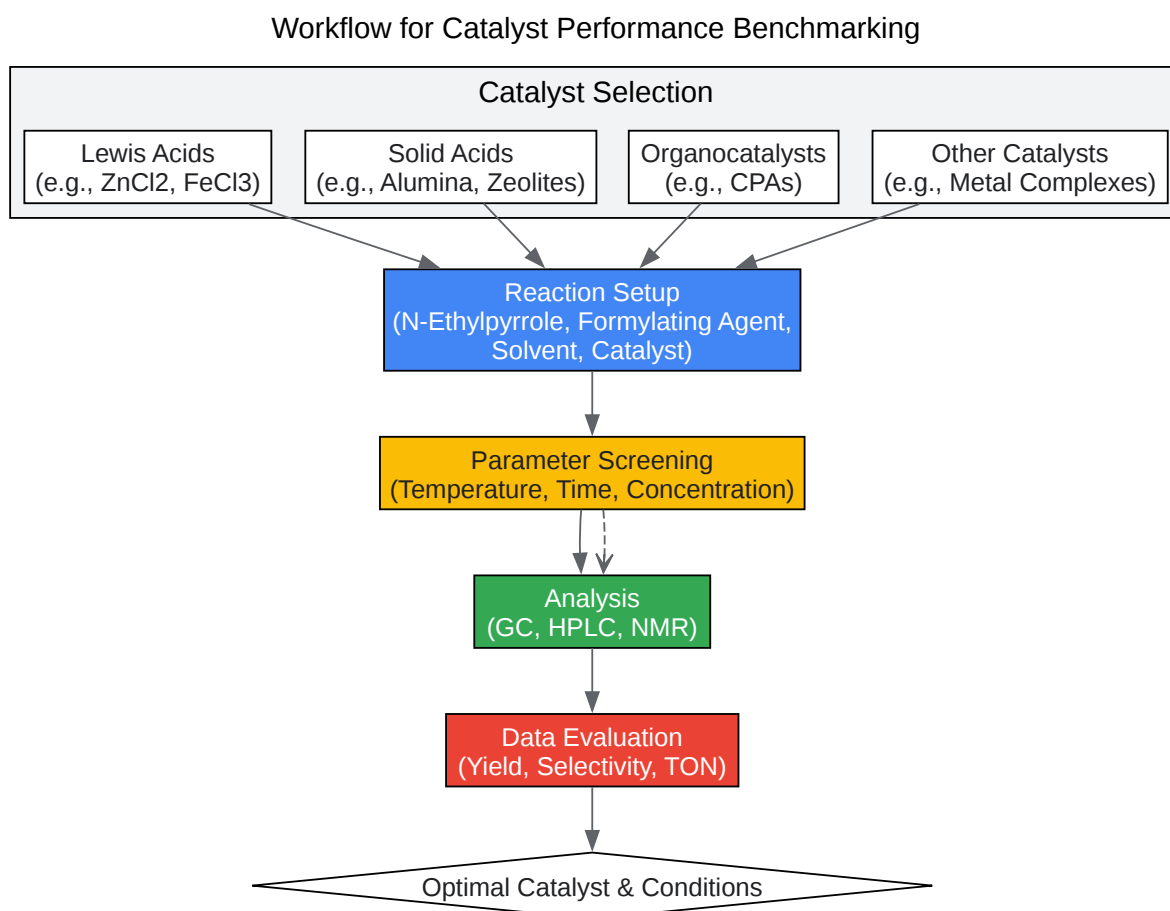 Workflow for Catalyst Performance Benchmarking
Catalyst Selection
Lewis Acids
(e.g., ZnCl2, FeCl3)
Solid Acids
(e.g., Alumina, Zeolites)
Organocatalysts
(e.g., CPAs)
Other Catalysts
(e.g., Metal Complexes)
Reaction Setup
(N-Ethylpyrrole, Formylating Agent,
Solvent, Catalyst)
Parameter Screening
(Temperature, Time, Concentration)
Analysis
(GC, HPLC, NMR)
Data Evaluation
(Yield, Selectivity, TON)
Optimal Catalyst & Conditions